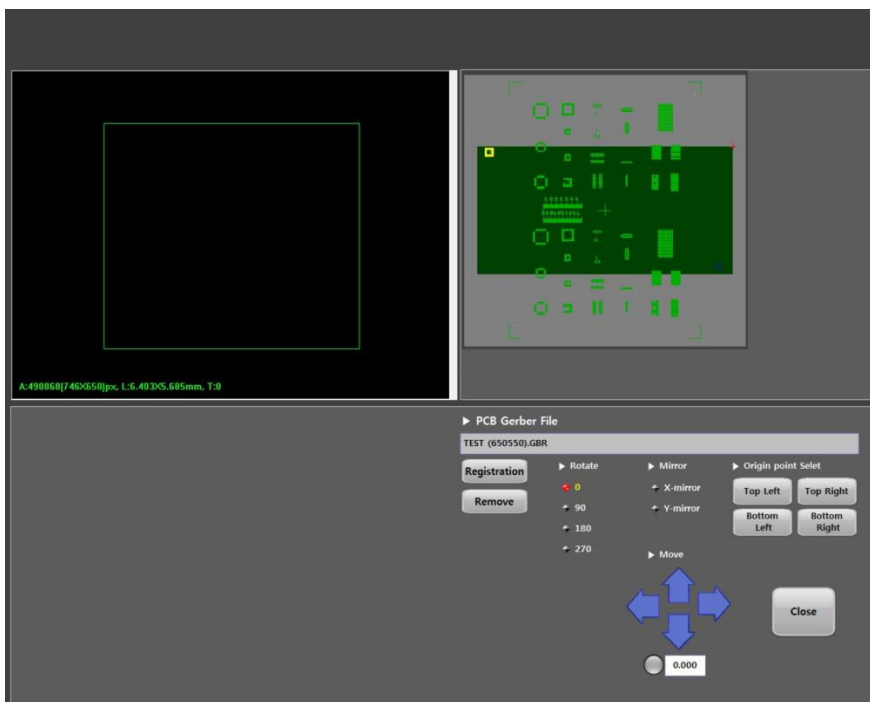 R
A:490860[746X658]px, L:6.403X5.685mm, T:0
▶ PCB Gerber File
TEST (650550).GBR
Registration
Remove
▶ Rotate
0
90
180
270
▶ Mirror
X-mirror
Y-mirror
▶ Origin point Selet
Top Left
Top Right
Bottom
Left
Bottom
Right
▶ Move
0.000
Close